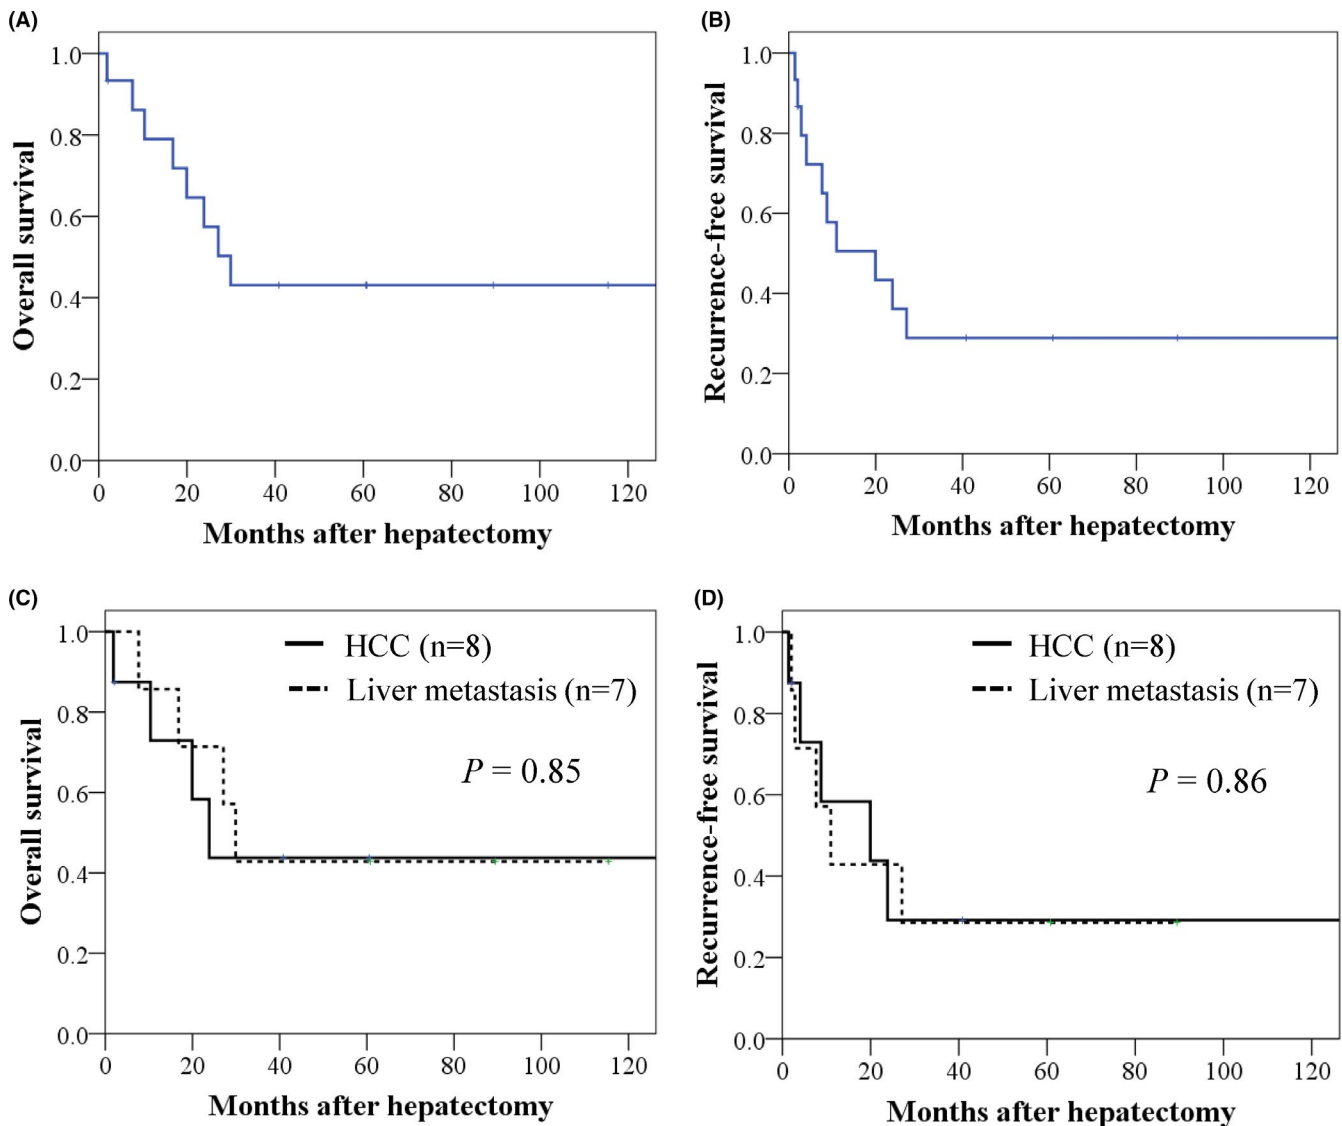 (A)
1.0
0.8
0.6
0.4
0.2
0.0
Overall survival
0 20 40 60 80 100 120
Months after hepatectomy
(B)
1.0
0.8
0.6
0.4
0.2
0.0
Recurrence-free survival
0 20 40 60 80 100 120
Months after hepatectomy
(C)
1.0
0.8
0.6
0.4
0.2
0.0
Overall survival
HCC (n=8)
Liver metastasis (n=7)
P = 0.85
0 20 40 60 80 100 120
Months after hepatectomy
(D)
1.0
0.8
0.6
0.4
0.2
0.0
Recurrence-free survival
HCC (n=8)
Liver metastasis (n=7)
P = 0.86
0 20 40 60 80 100 120
Months after hepatectomy